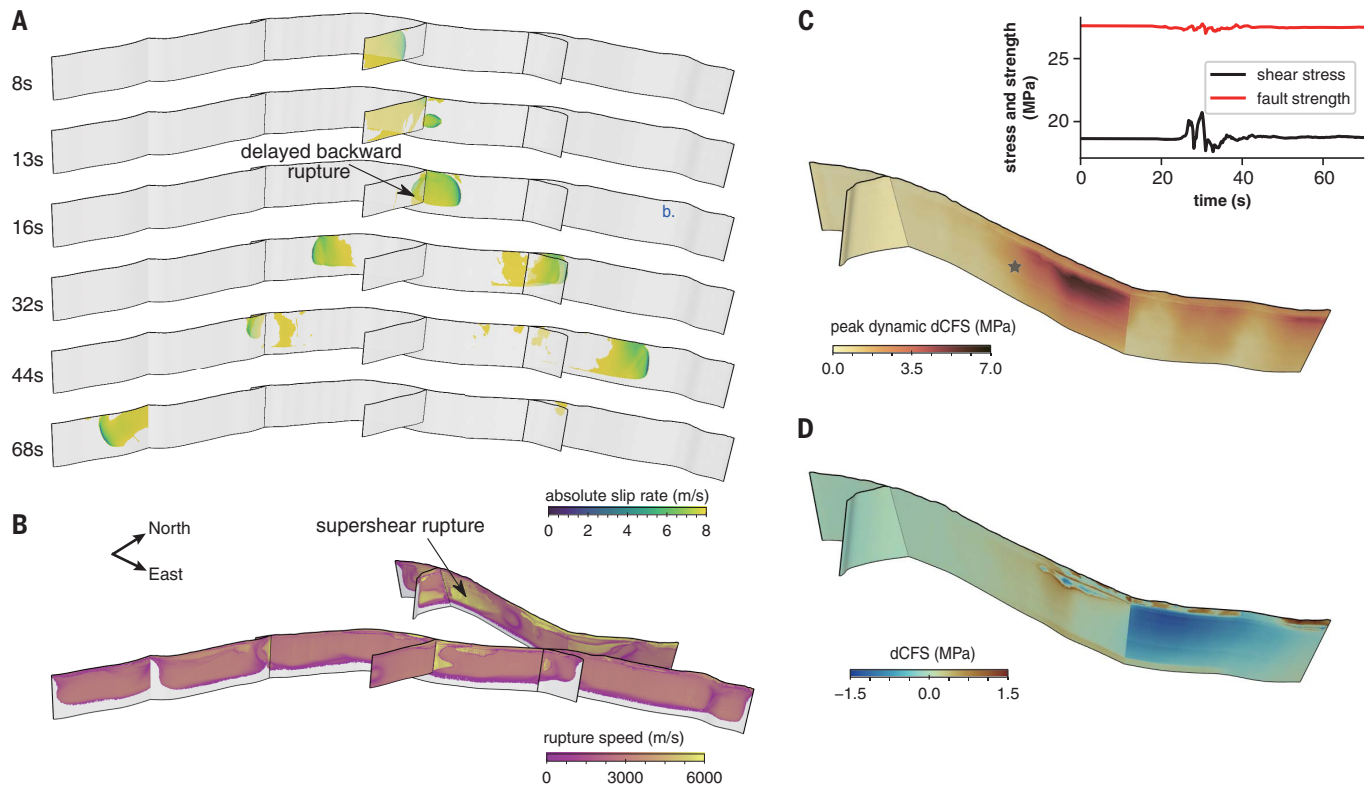 A
8s
13s
delayed backward
rupture
16s
b.
32s
44s
68s
absolute slip rate (m/s)
0 2 4 6 8
B
North
East
supershear rupture
rupture speed (m/s)
0 3000 6000
C
stress and strength
(MPa)
25
20
shear stress
fault strength
0 20 40 60
time (s)
peak dynamic dCFS (MPa)
0.0 3.5 7.0
D
dCFS (MPa)
−1.5 0.0 1.5